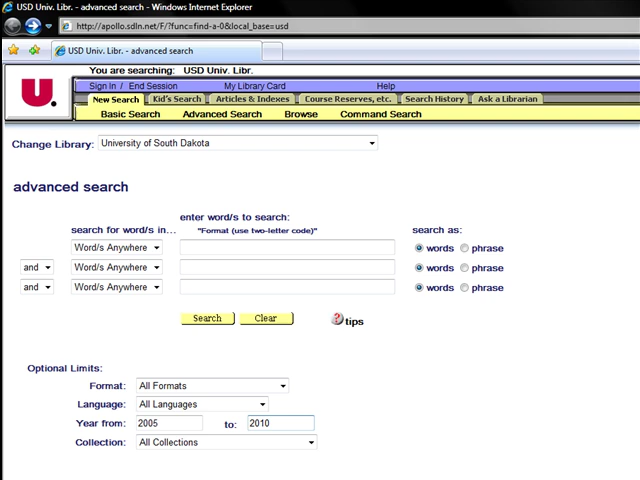 USD Univ. Libr. - advanced search - Windows Internet Explorer
http://apollo.sdln.net/F/?func=find-a-0&local_base=usd
USD Univ. Libr. - advanced search
You are searching: USD Univ. Libr.
Sign In / End Session My Library Card Help
New Search Kid's Search Articles & Indexes Course Reserves, etc. Search History Ask a Librarian
Basic Search Advanced Search Browse Command Search
U.
Change Library: University of South Dakota
advanced search
enter word/s to search:
search for word/s in... "Format (use two-letter code)" search as:
Word/s Anywhere words phrase
and Word/s Anywhere words phrase
and Word/s Anywhere words phrase
Search Clear ? tips
Optional Limits:
Format: All Formats
Language: All Languages
Year from: 2005 to: 2010
Collection: All Collections